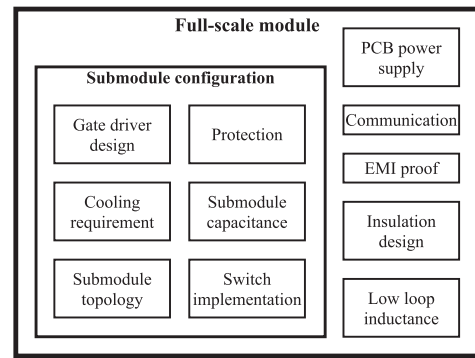 Full-scale module
Submodule configuration
Gate driver
design
Protection
Cooling
requirement
Submodule
capacitance
Submodule
topology
Switch
implementation
PCB power
supply
Communication
EMI proof
Insulation
design
Low loop
inductance